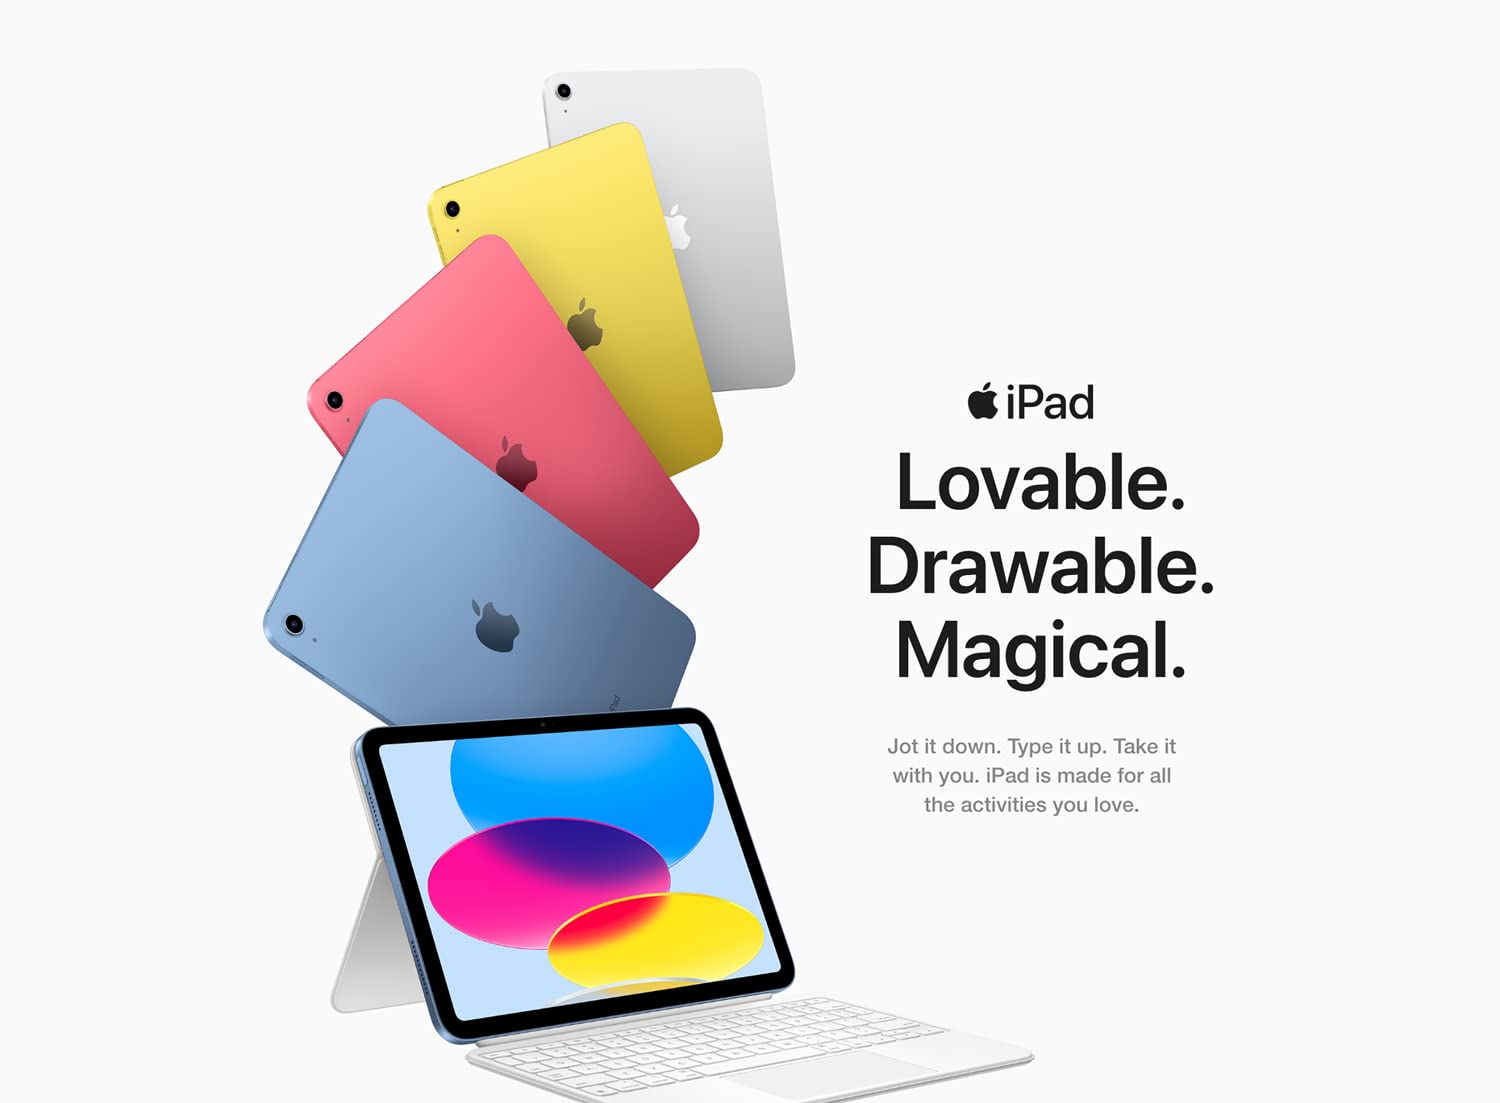 iPad
Lovable.
Drawable.
Magical.
Jot it down. Type it up. Take it
with you. iPad is made for all
the activities you love.
iPad